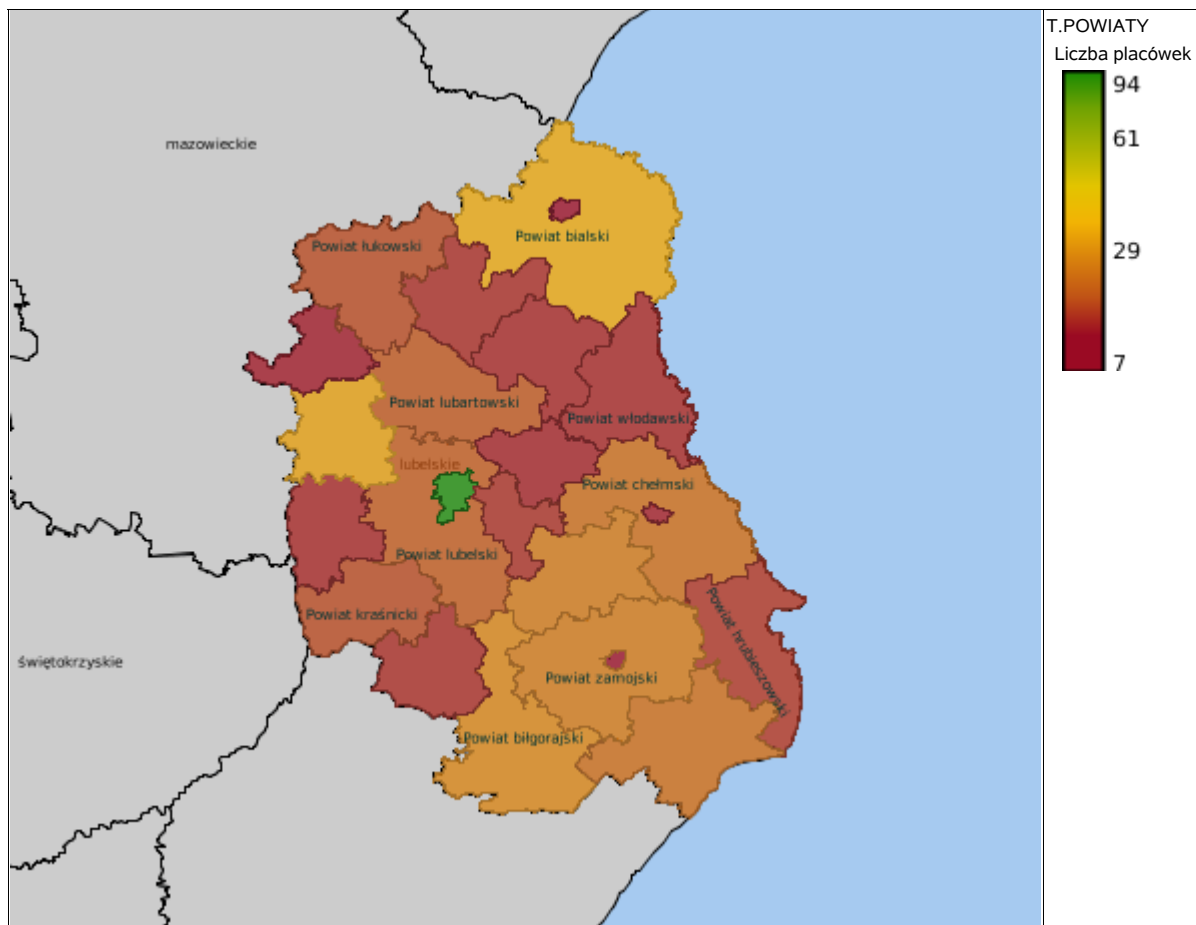 T.POWIATY
Liczba placówek
94
61
29
7
mazowieckie
Powiat bialski
Powiat łukowski
Powiat lubartowski
Powiat włodawski
lubelskie
Powiat chełmski
Powiat lubelski
Powiat kraśnicki
Powiat hrubieszowski
świętokrzyskie
Powiat zamojski
Powiat biłgorajski